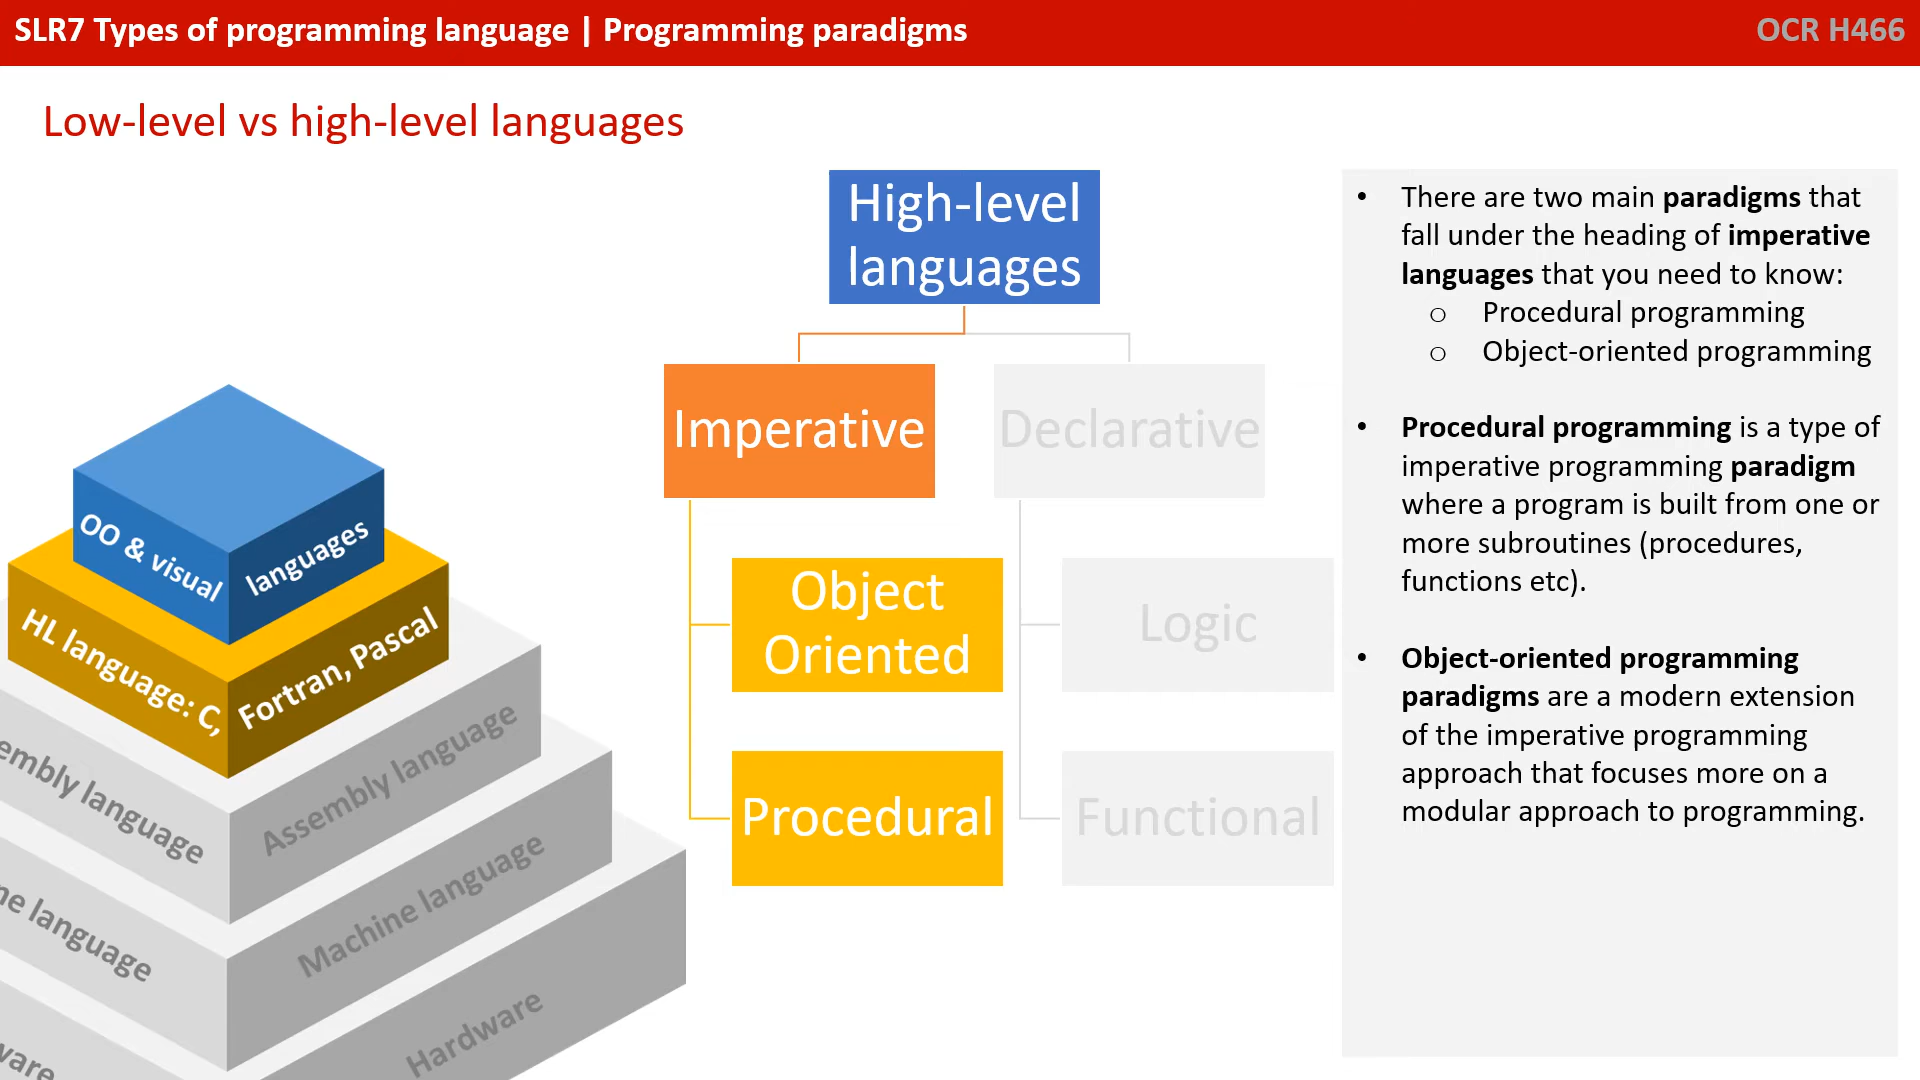 SLR7 Types of programming language | Programming paradigms
OCR H466
Low-level vs high-level languages
High-level
languages
Imperative
Declarative
Object
Oriented
Logic
Procedural
Functional
OO & visual
languages
HL language: C,
Fortran, Pascal
embly language
Assembly language
ne language
Machine language
ware
Hardware
• There are two main paradigms that
fall under the heading of imperative
languages that you need to know:
o Procedural programming
o Object-oriented programming
• Procedural programming is a type of
imperative programming paradigm
where a program is built from one or
more subroutines (procedures,
functions etc).
• Object-oriented programming
paradigms are a modern extension
of the imperative programming
approach that focuses more on a
modular approach to programming.